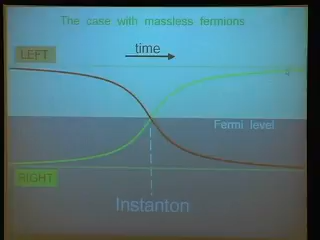 The case with massless fermions
LEFT
time
Fermi level
RIGHT
Instanton